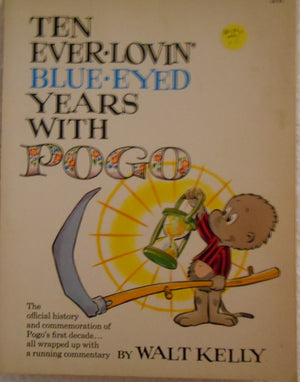 TEN
EVER-LOVIN'
BLUE-EYED
YEARS
WITH
POGO
The
official history
and commemoration of
Pogo's first decade...
all wrapped up with
a running commentary
BY WALT KELLY